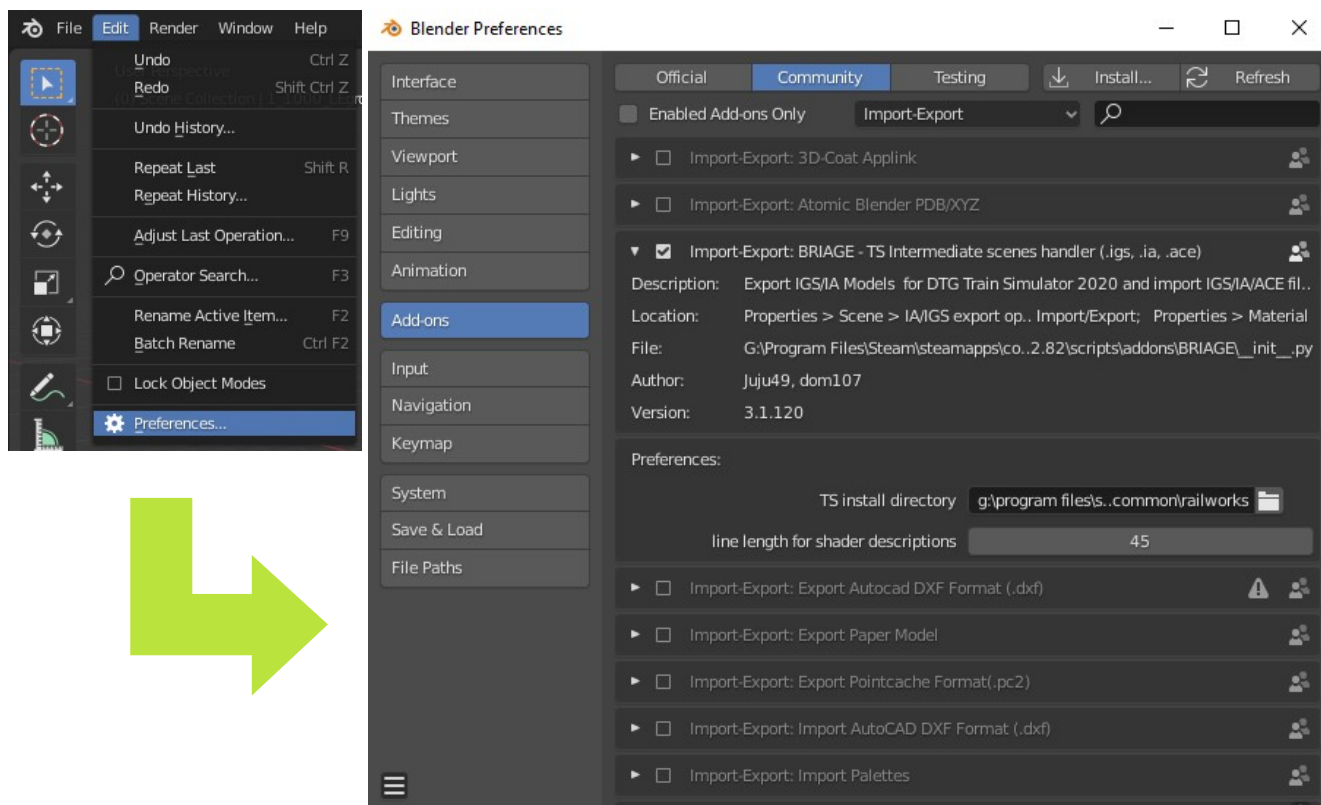 File Edit Render Window Help
Undo Ctrl Z
Redo Shift Ctrl Z
Undo History...
Repeat Last Shift R
Repeat History...
Adjust Last Operation... F9
Operator Search... F3
Rename Active Item... F2
Batch Rename Ctrl F2
Lock Object Modes
Preferences...
Blender Preferences
Interface
Themes
Viewport
Lights
Editing
Animation
Add-ons
Input
Navigation
Keymap
System
Save & Load
File Paths
Official Community Testing Install... Refresh
Enabled Add-ons Only Import-Export
Import-Export: 3D-Coat Applink
Import-Export: Atomic Blender PDB/XYZ
Import-Export: BRIAGE - TS Intermediate scenes handler (.igs, .ia, .ace)
Description: Export IGS/IA Models for DTG Train Simulator 2020 and import IGS/IA/ACE fil..
Location: Properties > Scene > IA/IGS export op.. Import/Export; Properties > Material
File: G:\Program Files\Steam\steamapps\co..2.82\scripts\addons\BRIAGE\__init__.py
Author: Juju49, dom107
Version: 3.1.120
Preferences:
TS install directory g:\program files\s..common\railworks
line length for shader descriptions 45
Import-Export: Export Autocad DXF Format (.dxf)
Import-Export: Export Paper Model
Import-Export: Export Pointcache Format(.pc2)
Import-Export: Import AutoCAD DXF Format (.dxf)
Import-Export: Import Palettes